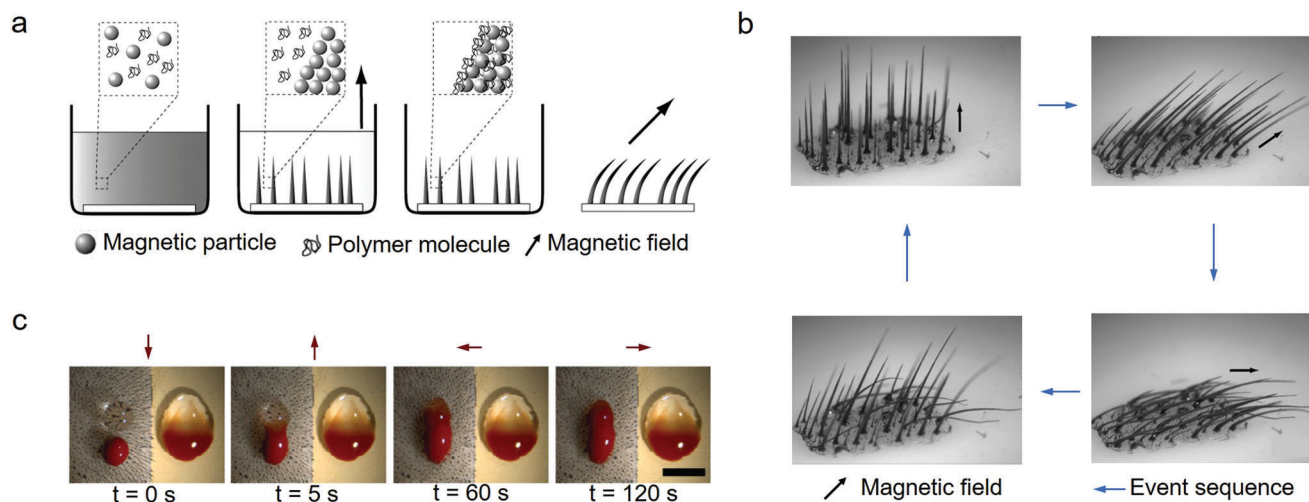 a
Magnetic particle Polymer molecule Magnetic field
b
Magnetic field Event sequence
c
t = 0 s t = 5 s t = 60 s t = 120 s